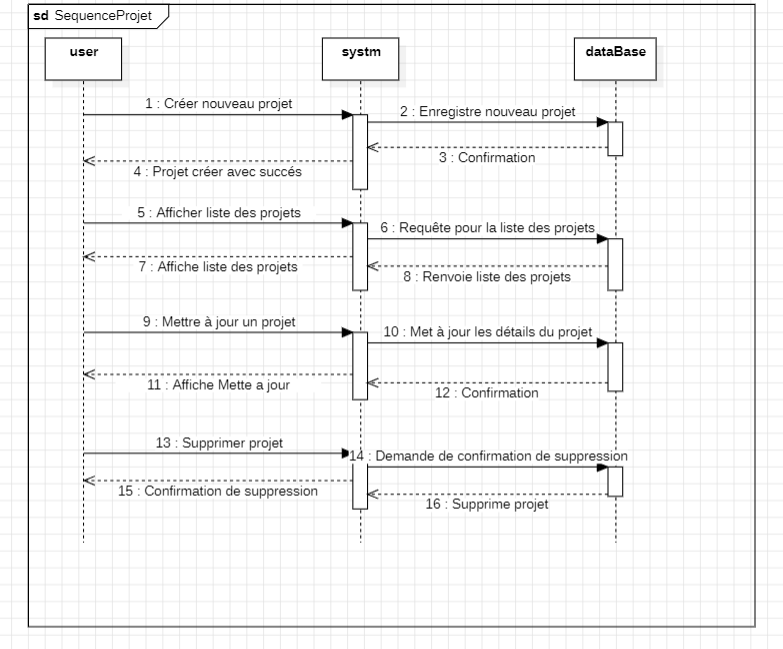 sd SequenceProjet
user
systm
dataBase
1 : Créer nouveau projet
2 : Enregistre nouveau projet
3 : Confirmation
4 : Projet créer avec succés
5 : Afficher liste des projets
6 : Requête pour la liste des projets
7 : Affiche liste des projets
8 : Renvoie liste des projets
9 : Mettre à jour un projet
10 : Met à jour les détails du projet
11 : Affiche Mette a jour
12 : Confirmation
13 : Supprimer projet
14 : Demande de confirmation de suppression
15 : Confirmation de suppression
16 : Supprime projet